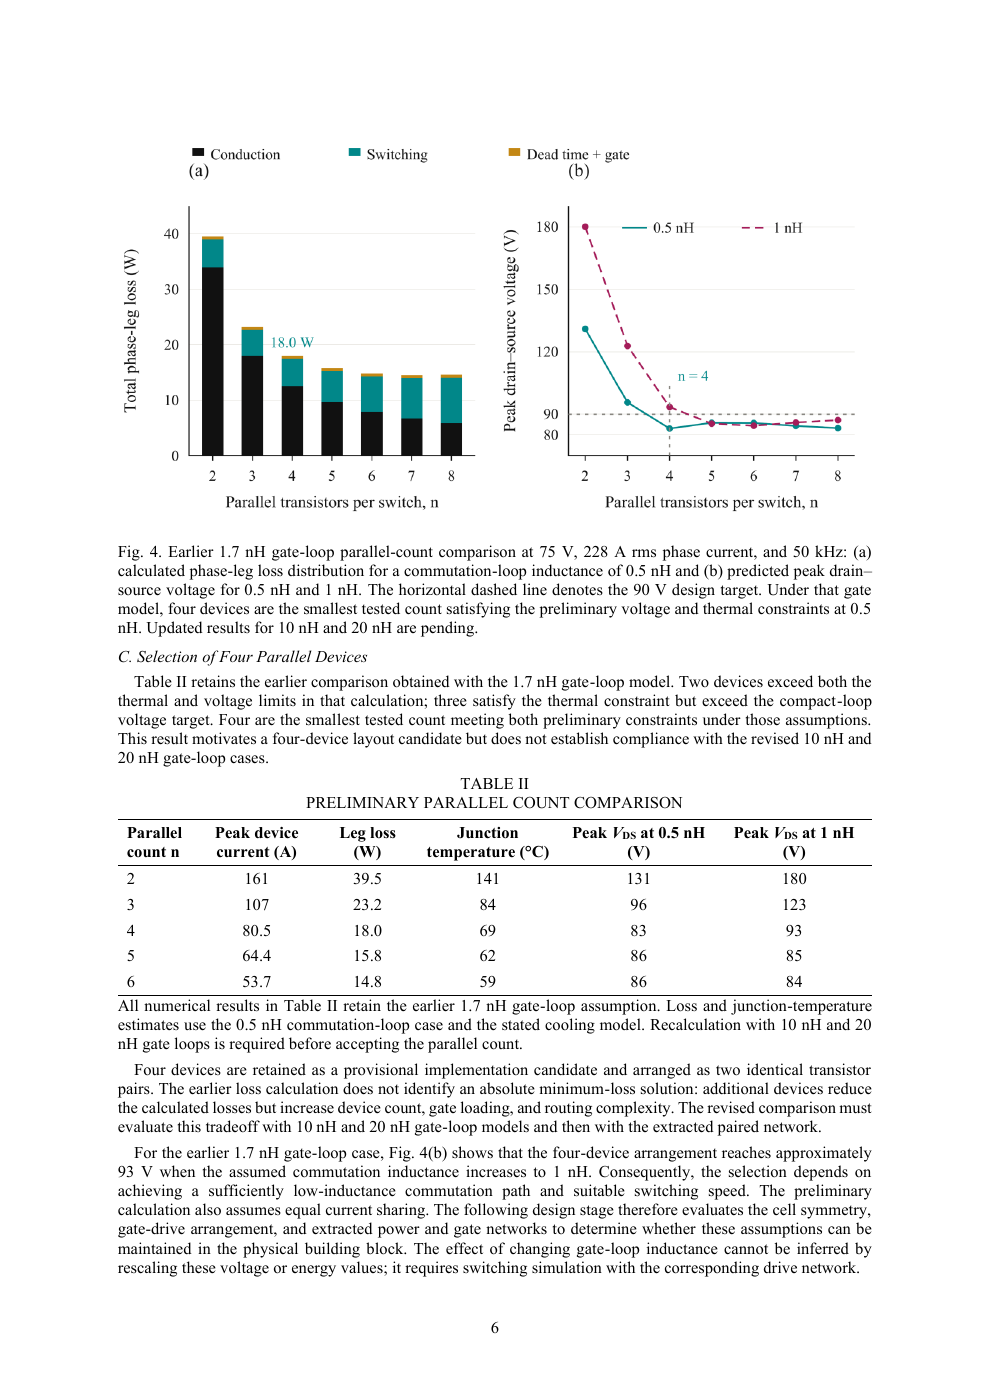 Conduction
Switching
Dead time + gate
(a)
(b)
Total phase-leg loss (W)
40
30
20
10
0
18.0 W
2 3 4 5 6 7 8
Parallel transistors per switch, n
Peak drain–source voltage (V)
180
150
120
90
80
0.5 nH
1 nH
n = 4
2 3 4 5 6 7 8
Parallel transistors per switch, n
Fig. 4. Earlier 1.7 nH gate-loop parallel-count comparison at 75 V, 228 A rms phase current, and 50 kHz: (a)
calculated phase-leg loss distribution for a commutation-loop inductance of 0.5 nH and (b) predicted peak drain–
source voltage for 0.5 nH and 1 nH. The horizontal dashed line denotes the 90 V design target. Under that gate
model, four devices are the smallest tested count satisfying the preliminary voltage and thermal constraints at 0.5
nH. Updated results for 10 nH and 20 nH are pending.
C. Selection of Four Parallel Devices
Table II retains the earlier comparison obtained with the 1.7 nH gate-loop model. Two devices exceed both the
thermal and voltage limits in that calculation; three satisfy the thermal constraint but exceed the compact-loop
voltage target. Four are the smallest tested count meeting both preliminary constraints under those assumptions.
This result motivates a four-device layout candidate but does not establish compliance with the revised 10 nH and
20 nH gate-loop cases.
TABLE II
PRELIMINARY PARALLEL COUNT COMPARISON
Parallel Peak device Leg loss Junction Peak VDS at 0.5 nH Peak VDS at 1 nH
count n current (A) (W) temperature (°C) (V) (V)
2 161 39.5 141 131 180
3 107 23.2 84 96 123
4 80.5 18.0 69 83 93
5 64.4 15.8 62 86 85
6 53.7 14.8 59 86 84
All numerical results in Table II retain the earlier 1.7 nH gate-loop assumption. Loss and junction-temperature
estimates use the 0.5 nH commutation-loop case and the stated cooling model. Recalculation with 10 nH and 20
nH gate loops is required before accepting the parallel count.
Four devices are retained as a provisional implementation candidate and arranged as two identical transistor
pairs. The earlier loss calculation does not identify an absolute minimum-loss solution: additional devices reduce
the calculated losses but increase device count, gate loading, and routing complexity. The revised comparison must
evaluate this tradeoff with 10 nH and 20 nH gate-loop models and then with the extracted paired network.
For the earlier 1.7 nH gate-loop case, Fig. 4(b) shows that the four-device arrangement reaches approximately
93 V when the assumed commutation inductance increases to 1 nH. Consequently, the selection depends on
achieving a sufficiently low-inductance commutation path and suitable switching speed. The preliminary
calculation also assumes equal current sharing. The following design stage therefore evaluates the cell symmetry,
gate-drive arrangement, and extracted power and gate networks to determine whether these assumptions can be
maintained in the physical building block. The effect of changing gate-loop inductance cannot be inferred by
rescaling these voltage or energy values; it requires switching simulation with the corresponding drive network.
6